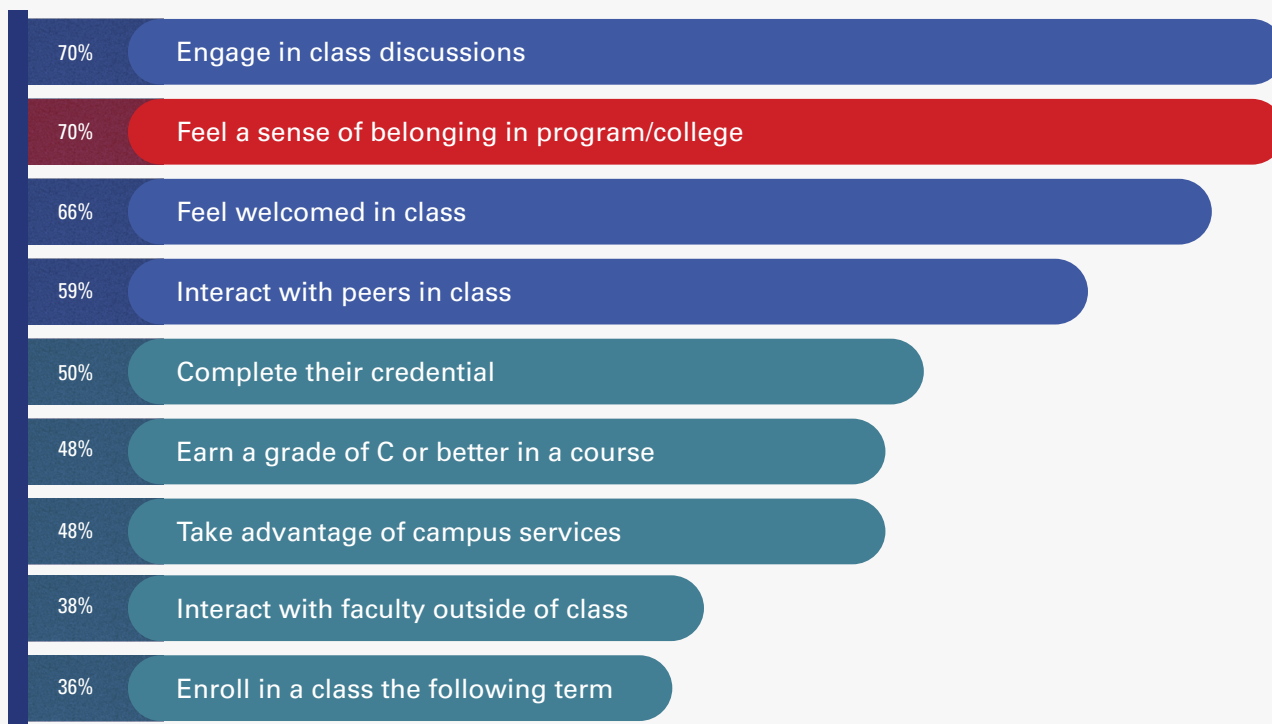 70% Engage in class discussions
70% Feel a sense of belonging in program/college
66% Feel welcomed in class
59% Interact with peers in class
50% Complete their credential
48% Earn a grade of C or better in a course
48% Take advantage of campus services
38% Interact with faculty outside of class
36% Enroll in a class the following term